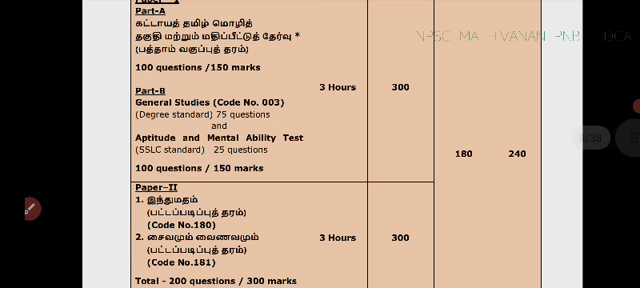 Paper – I
Part-A
கட்டாயத் தமிழ் மொழித்
தகுதி மற்றும் மதிப்பீட்டுத் தேர்வு *
(பத்தாம் வகுப்புத் தரம்)
100 questions /150 marks
Part-B
General Studies (Code No. 003)
(Degree standard) 75 questions
and
Aptitude and Mental Ability Test
(SSLC standard) 25 questions
100 questions / 150 marks
3 Hours
300
180
240
Paper–II
1. இந்துமதம்
(பட்டப்படிப்புத் தரம்)
(Code No.180)
2. சைவமும் வைணவமும்
(பட்டப்படிப்புத் தரம்)
(Code No.181)
Total - 200 questions / 300 marks
3 Hours
300
/38